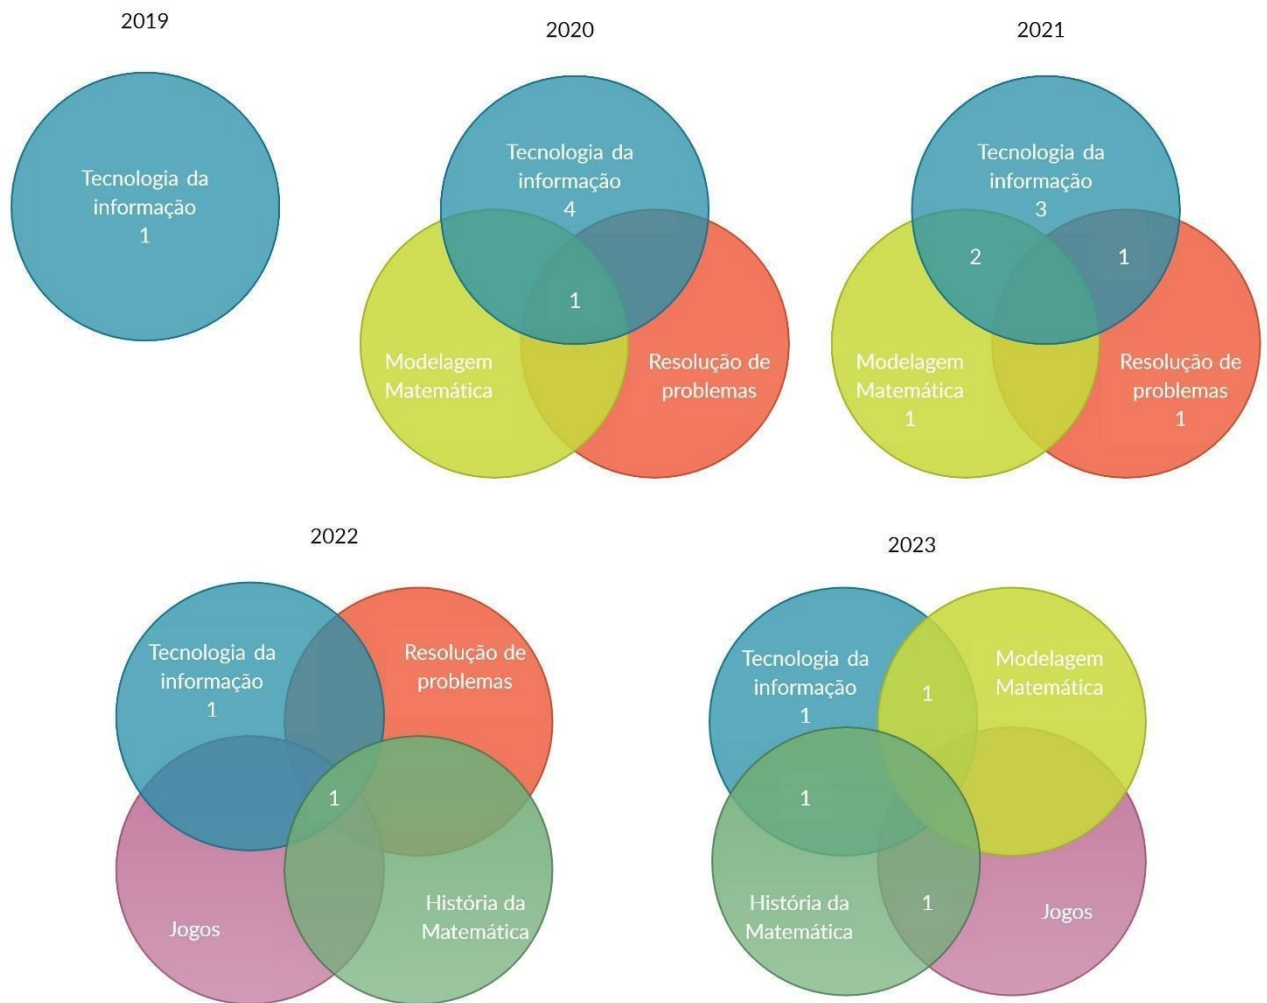 2019
Tecnologia da
informação
1
2020
Tecnologia da
informação
4
1
Modelagem
Matemática
Resolução de
problemas
2021
Tecnologia da
informação
3
2
1
Modelagem
Matemática
1
Resolução de
problemas
1
2022
Tecnologia da
informação
1
Resolução de
problemas
1
Jogos
História da
Matemática
2023
Tecnologia da
informação
1
1
Modelagem
Matemática
1
História da
Matemática
1
Jogos